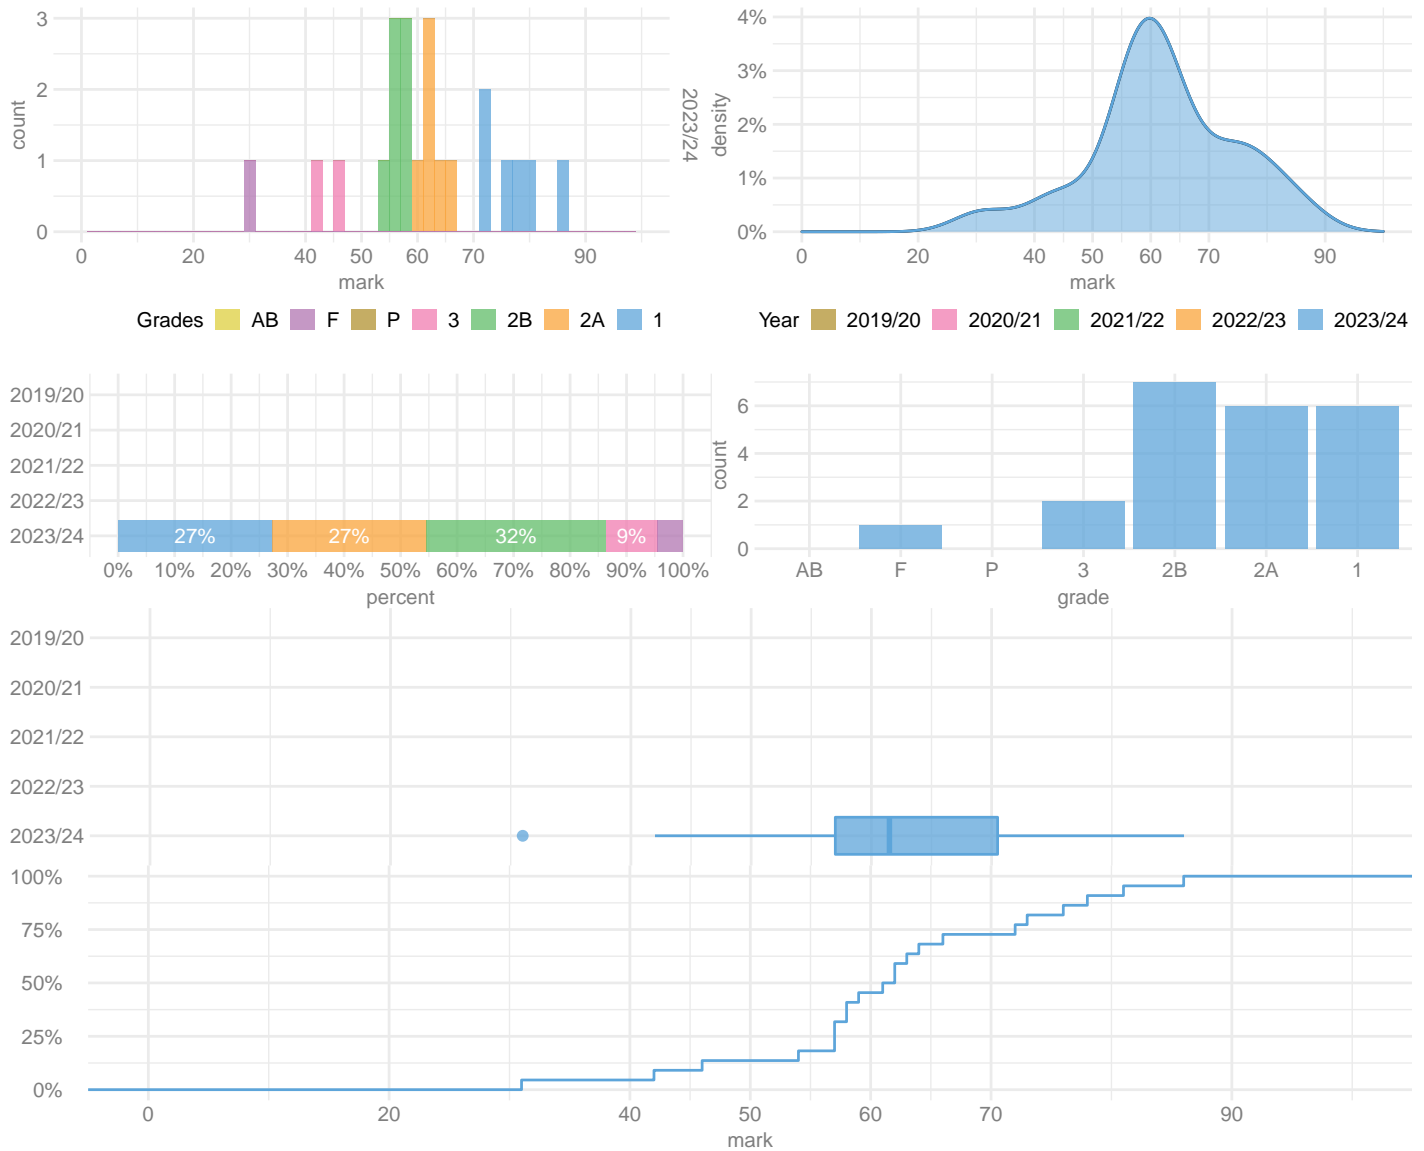 3
2
1
0
count
0 20 40 50 60 70 90
mark
2023/24
4%
3%
2%
1%
0%
density
0 20 40 50 60 70 90
mark
Grades AB F P 3 2B 2A 1
Year 2019/20 2020/21 2021/22 2022/23 2023/24
2019/20
2020/21
2021/22
2022/23
2023/24
27% 27% 32% 9%
0% 10% 20% 30% 40% 50% 60% 70% 80% 90% 100%
percent
6
4
2
0
count
AB F P 3 2B 2A 1
grade
2019/20
2020/21
2021/22
2022/23
2023/24
100%
75%
50%
25%
0%
0 20 40 50 60 70 90
mark